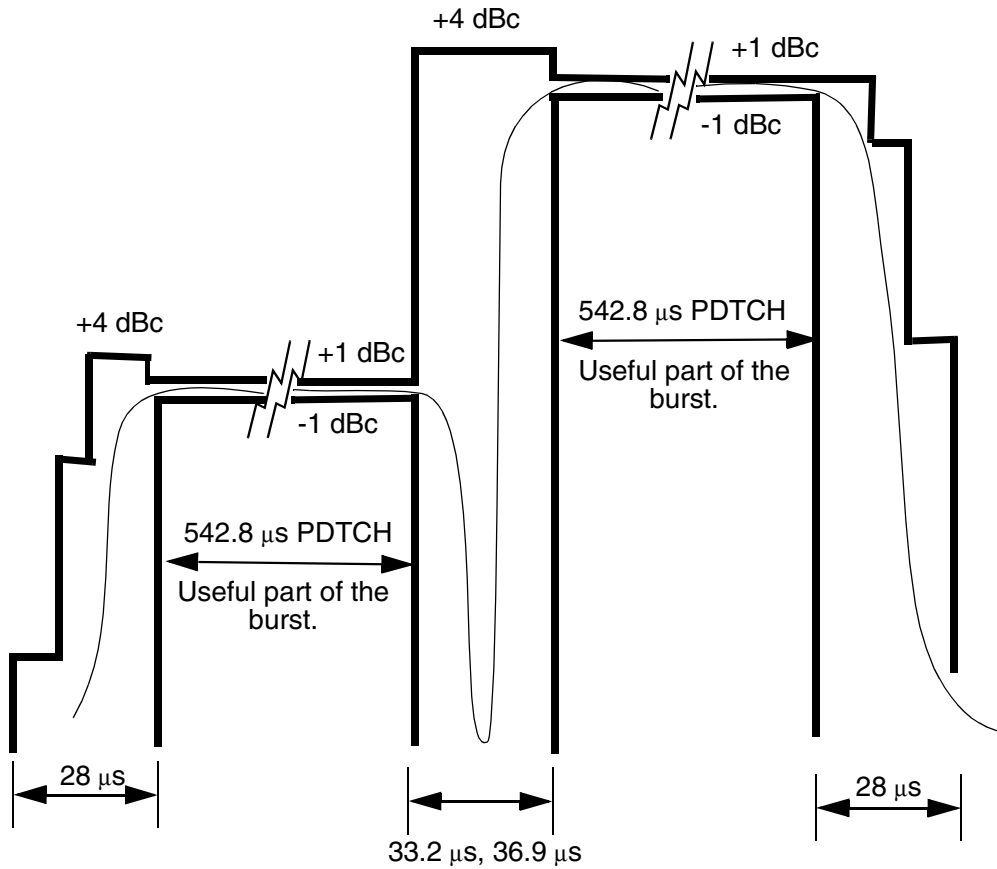 +4 dBc
+1 dBc
-1 dBc
542.8 μs PDTCH
Useful part of the
burst.
+4 dBc
+1 dBc
-1 dBc
542.8 μs PDTCH
Useful part of the
burst.
28 μs
28 μs
33.2 μs, 36.9 μs